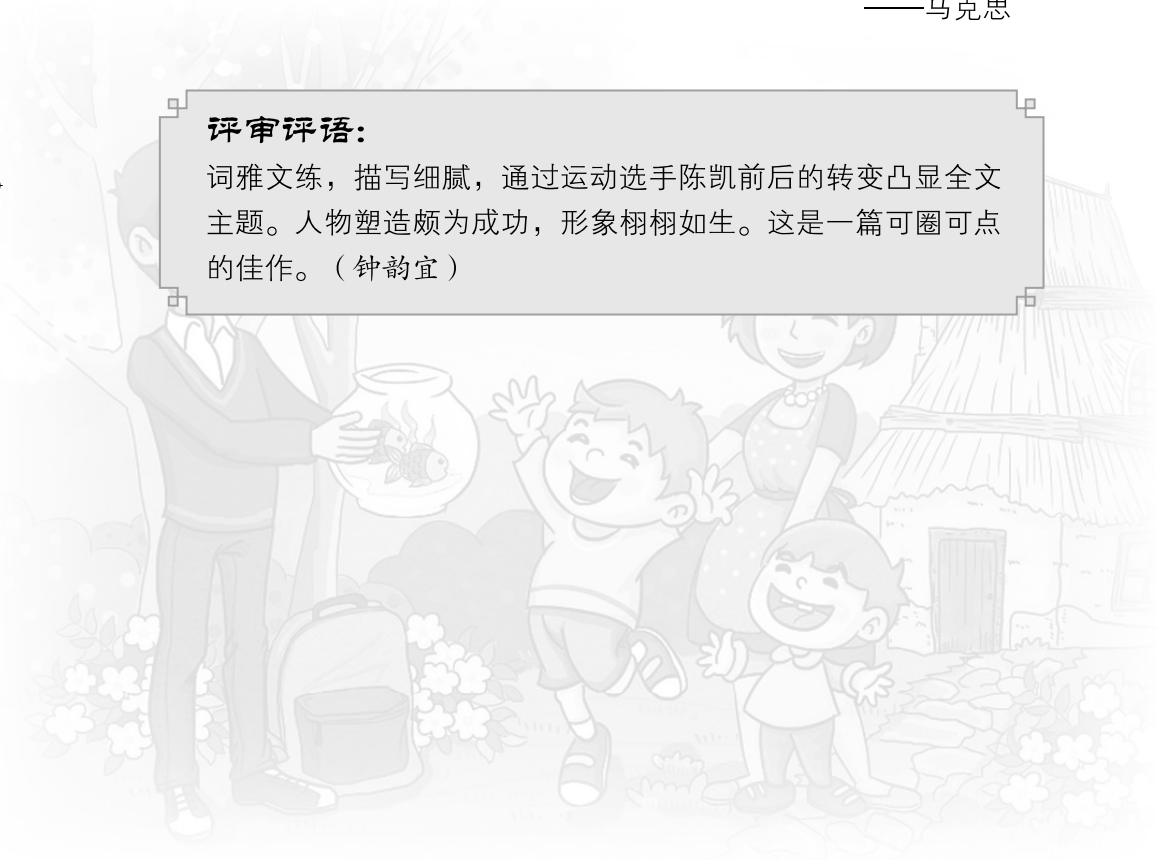 ——马克思
评审评语：
词雅文练，描写细腻，通过运动选手陈凯前后的转变凸显全文
主题。人物塑造颇为成功，形象栩栩如生。这是一篇可圈可点
的佳作。（钟韵宜）